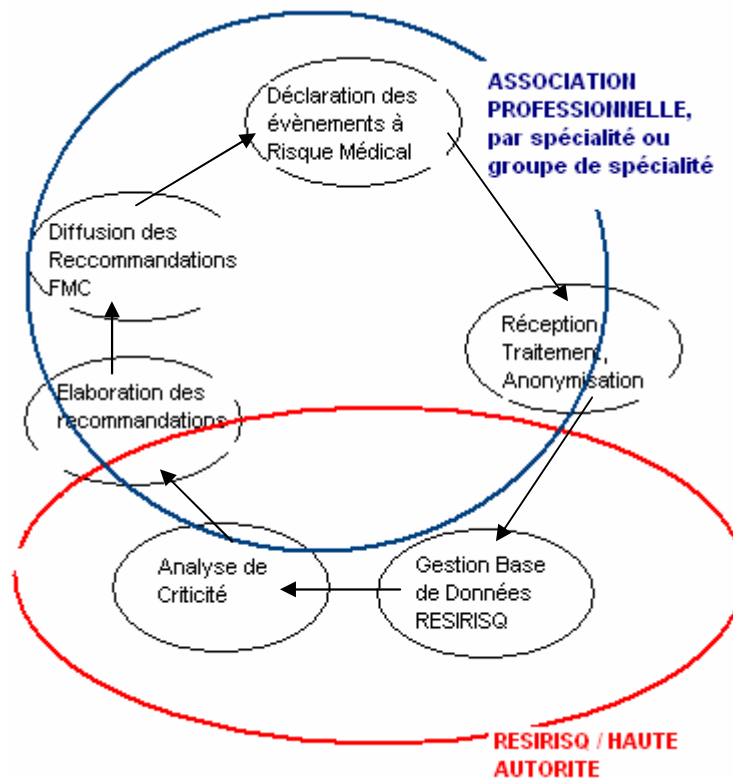 ASSOCIATION
PROFESSIONNELLE,
par spécialité ou
groupe de spécialité
Déclaration des
évènements à
Risque Médical
Diffusion des
Reccommandations
FMC
Réception
Traitement,
Anonymisation
Elaboration des
recommandations
Analyse de
Criticité
Gestion Base
de Données
RESIRISQ
RESIRISQ / HAUTE
AUTORITE